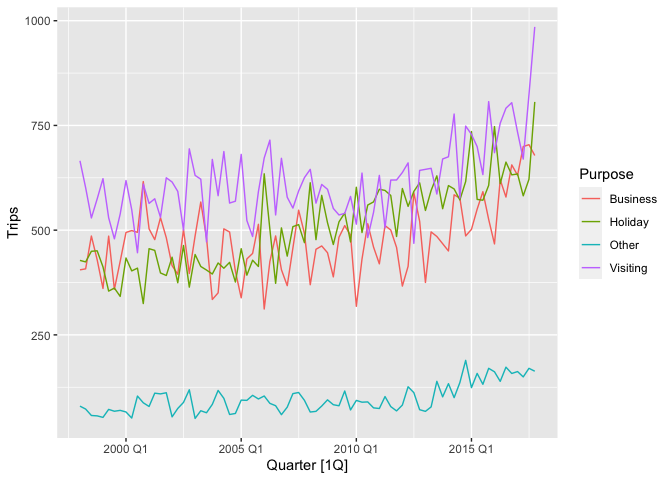 1000
750
500
250
Trips
2000 Q1
2005 Q1
2010 Q1
2015 Q1
Quarter [1Q]
Purpose
Business
Holiday
Other
Visiting